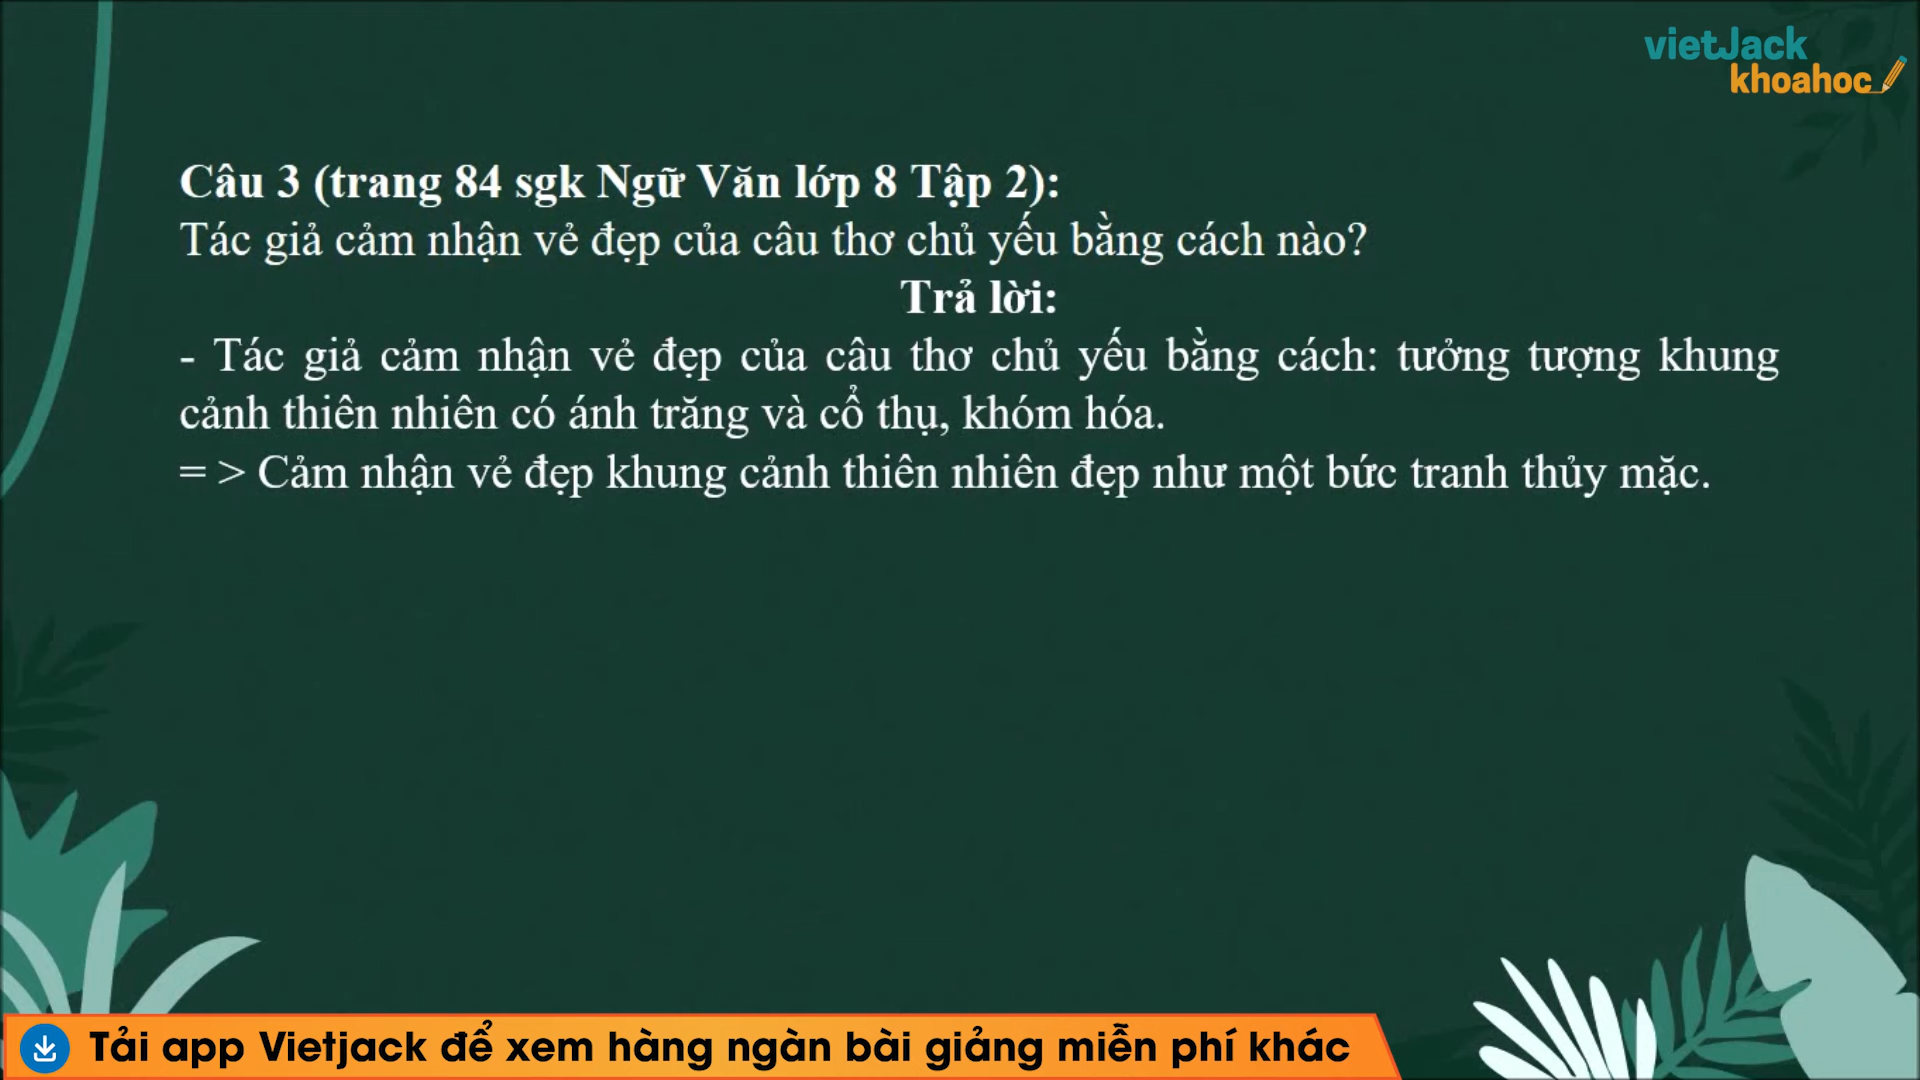 vietJack
khoahoc
Câu 3 (trang 84 sgk Ngữ Văn lớp 8 Tập 2):
Tác giả cảm nhận vẻ đẹp của câu thơ chủ yếu bằng cách nào?
Trả lời:
- Tác giả cảm nhận vẻ đẹp của câu thơ chủ yếu bằng cách: tưởng tượng khung
cảnh thiên nhiên có ánh trăng và cổ thụ, khóm hóa.
= > Cảm nhận vẻ đẹp khung cảnh thiên nhiên đẹp như một bức tranh thủy mặc.
Tải app Vietjack để xem hàng ngàn bài giảng miễn phí khác